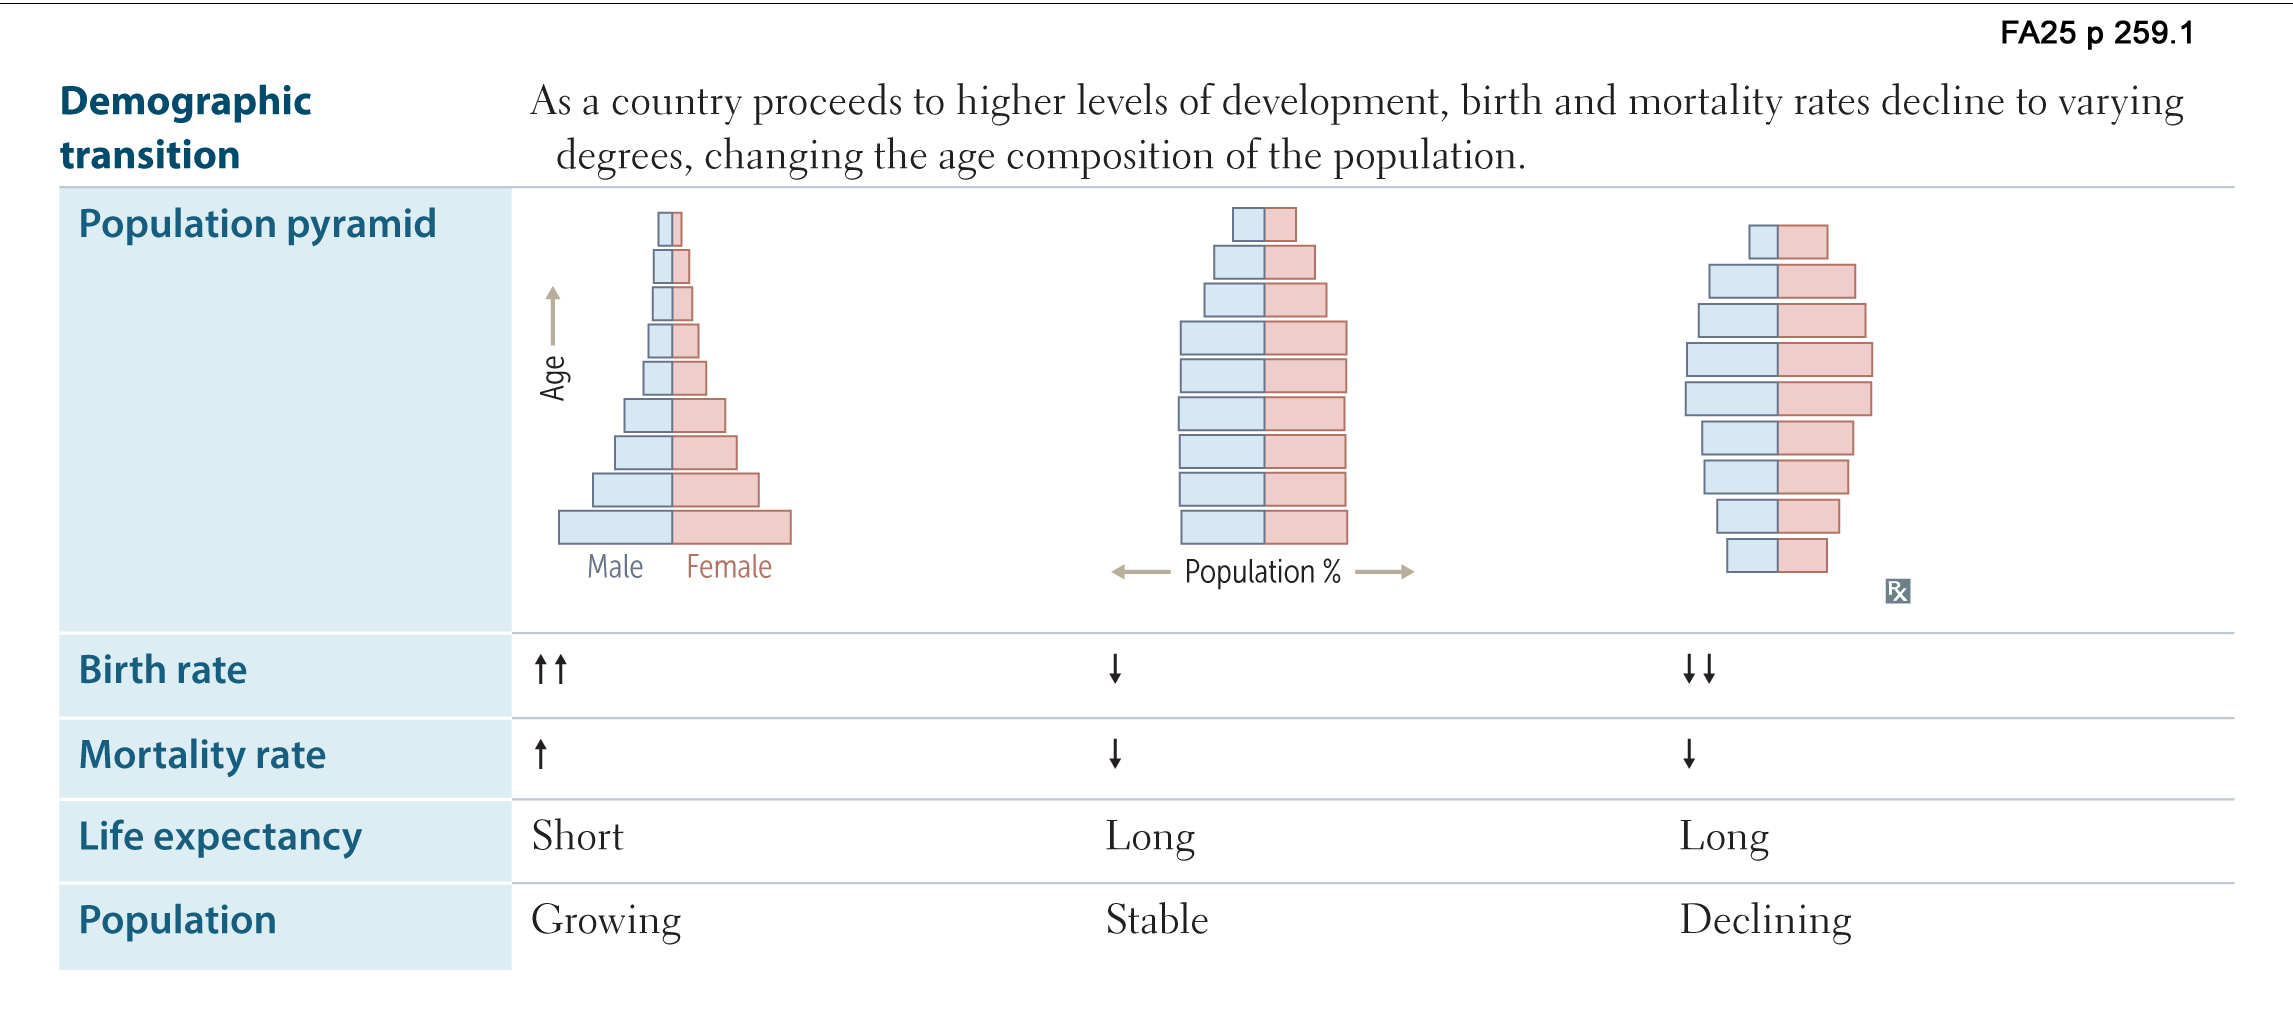 FA25 p 259.1
Demographic transition
As a country proceeds to higher levels of development, birth and mortality rates decline to varying
degrees, changing the age composition of the population.
Population pyramid
Age
Male Female
Population %
Rx
Birth rate ↑↑ ↓ ↓↓
Mortality rate ↑ ↓ ↓
Life expectancy Short Long Long
Population Growing Stable Declining